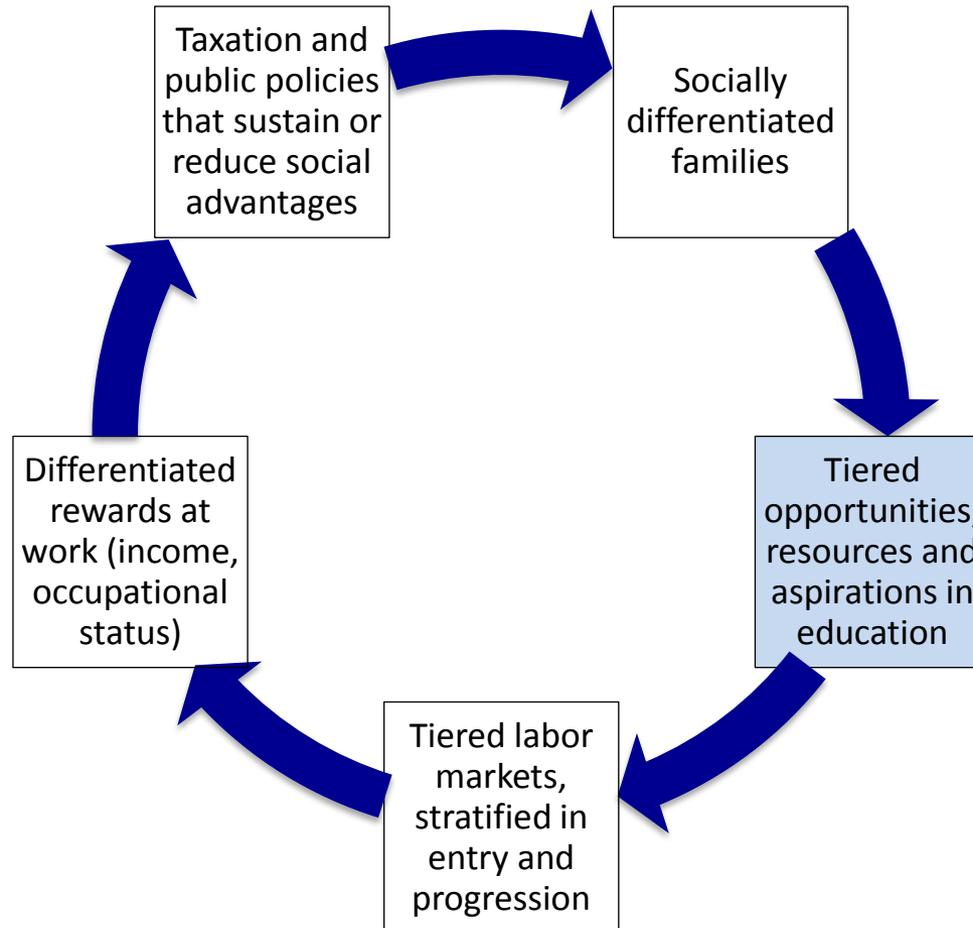 Taxation and
public policies
that sustain or
reduce social
advantages
Socially
differentiated
families
Tiered
opportunities,
resources and
aspirations in
education
Tiered labor
markets,
stratified in
entry and
progression
Differentiated
rewards at
work (income,
occupational
status)